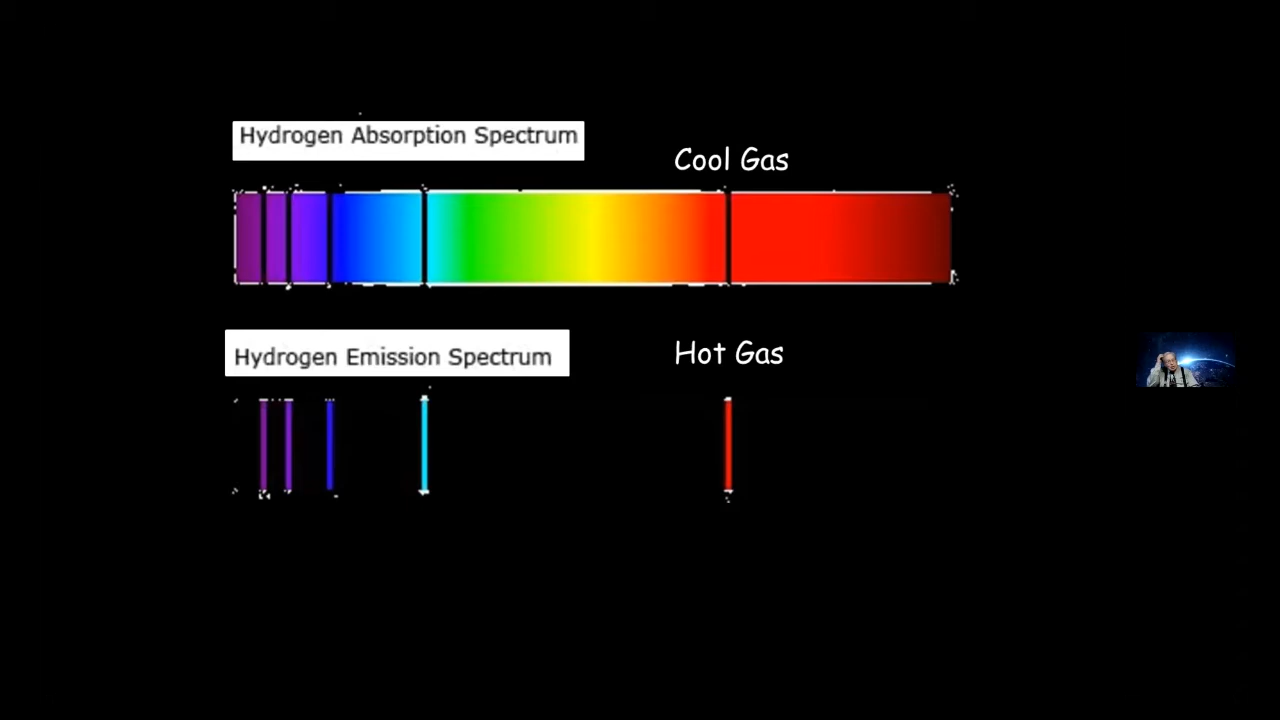 Hydrogen Absorption Spectrum
Cool Gas
Hydrogen Emission Spectrum
Hot Gas